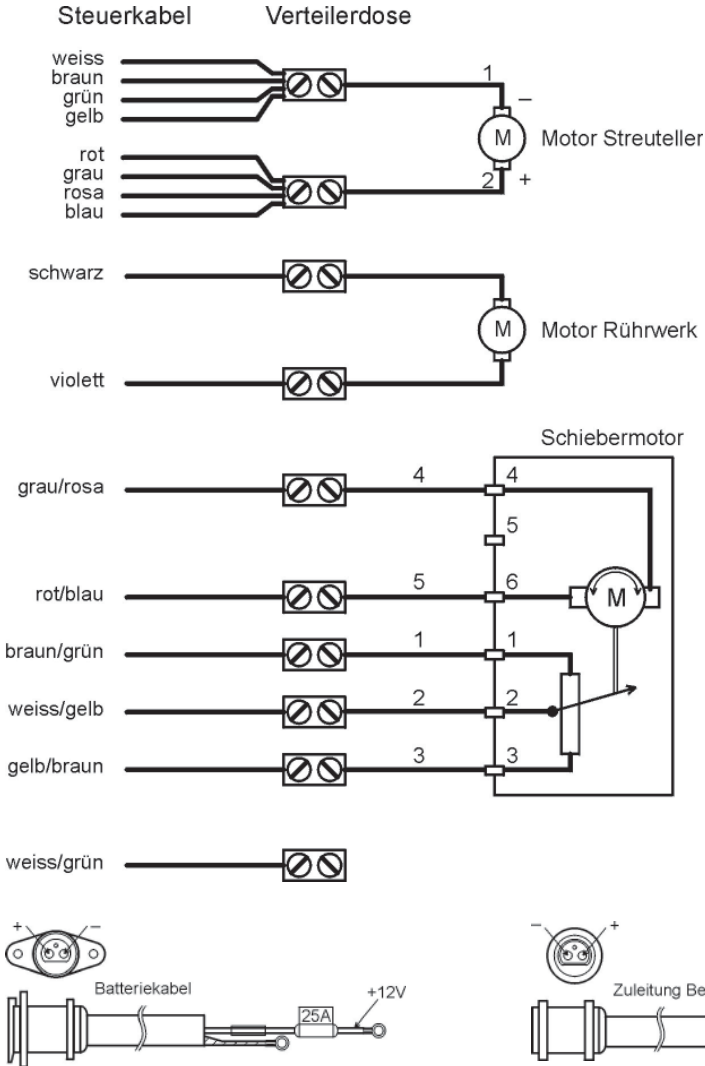 Steuerkabel Verteilerdose
weiss
braun
grün
gelb
1
–
M Motor Streuteller
rot
grau
rosa
blau
2 +
schwarz
M Motor Rührwerk
violett
Schiebermotor
grau/rosa 4 4
5
rot/blau 5 6 M
braun/grün 1 1
weiss/gelb 2 2
gelb/braun 3 3
weiss/grün
+ – – +
Batteriekabel +12V Zuleitung Be
25A